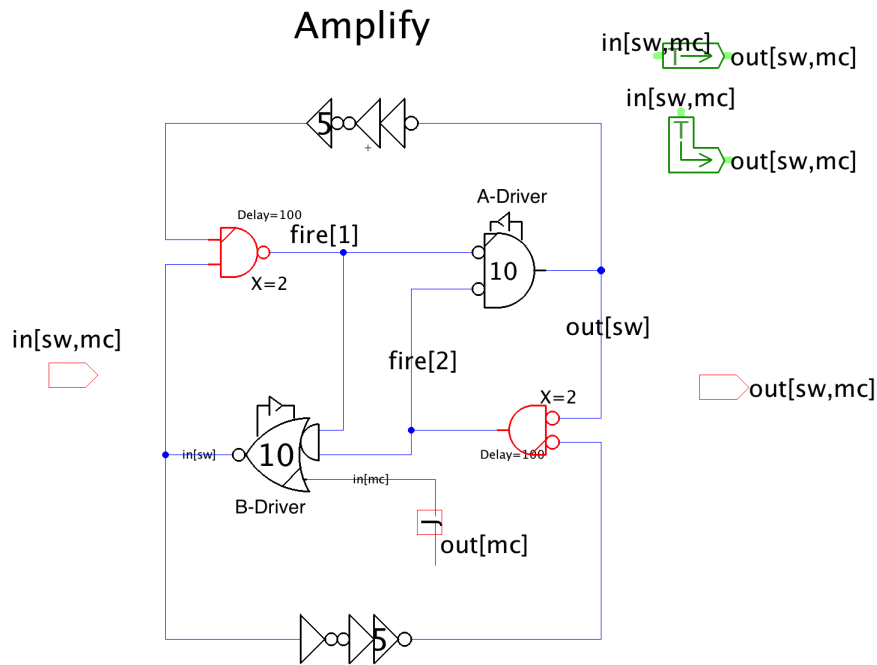 Amplify
in[sw,mc]
T
out[sw,mc]
in[sw,mc]
T
out[sw,mc]
5
A-Driver
Delay=100
fire[1]
10
X=2
out[sw]
in[sw,mc]
fire[2]
out[sw,mc]
X=2
in[sw]
10
Delay=100
in[mc]
B-Driver
J
out[mc]
5